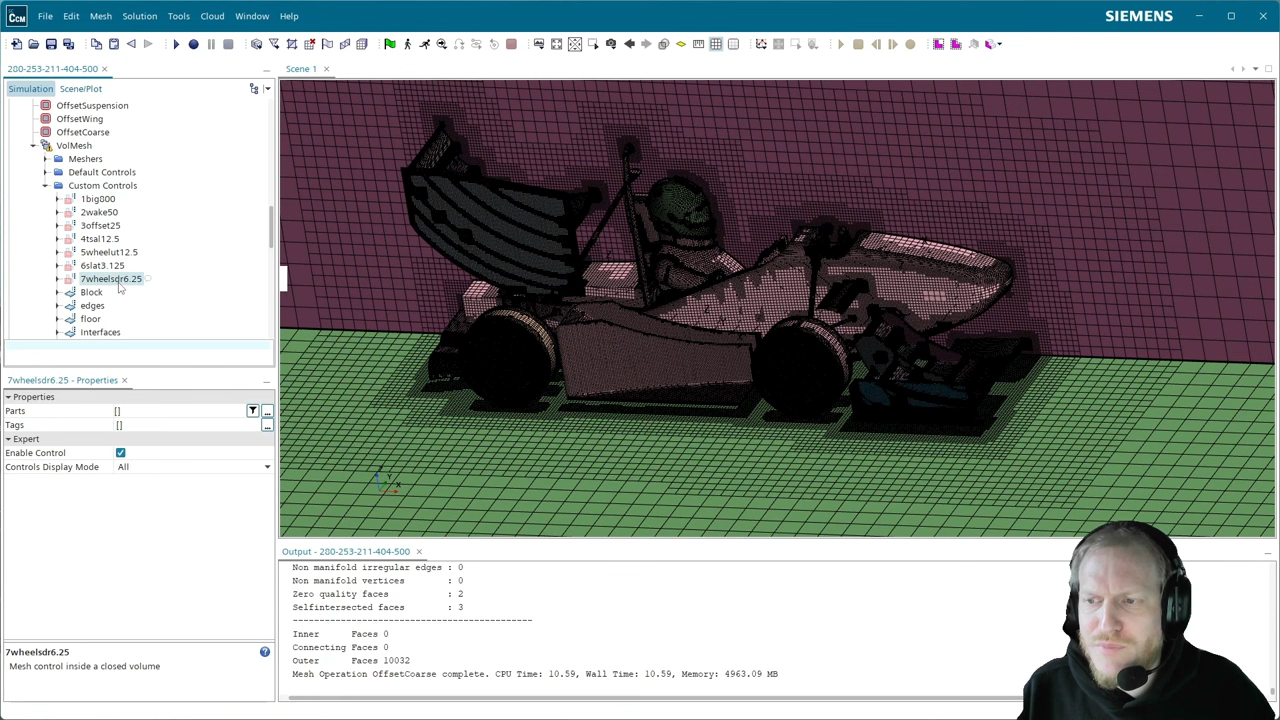 CCM File Edit Mesh Solution Tools Cloud Window Help SIEMENS
280-253-211-404-500
Scene 1
Simulation Scene/Plot
OffsetSuspension
OffsetWing
OffsetCoarse
VolMesh
Meshers
Default Controls
Custom Controls
1big800
2wake50
3offset25
4tsal12.5
5wheelut12.5
6slat3.125
7wheelsdr6.25
Block
edges
floor
Interfaces
7wheelsdr6.25 - Properties
Properties
Parts []
Tags []
Expert
Enable Control
Controls Display Mode All
7wheelsdr6.25
Mesh control inside a closed volume
Z Y X
Output - 280-253-211-404-500
Non manifold irregular edges : 0
Non manifold vertices : 0
Zero quality faces : 2
Selfintersected faces : 3
------------------------------------------
Inner Faces 0
Connecting Faces 0
Outer Faces 10032
Mesh Operation OffsetCoarse complete. CPU Time: 10.59, Wall Time: 10.59, Memory: 4963.09 MB